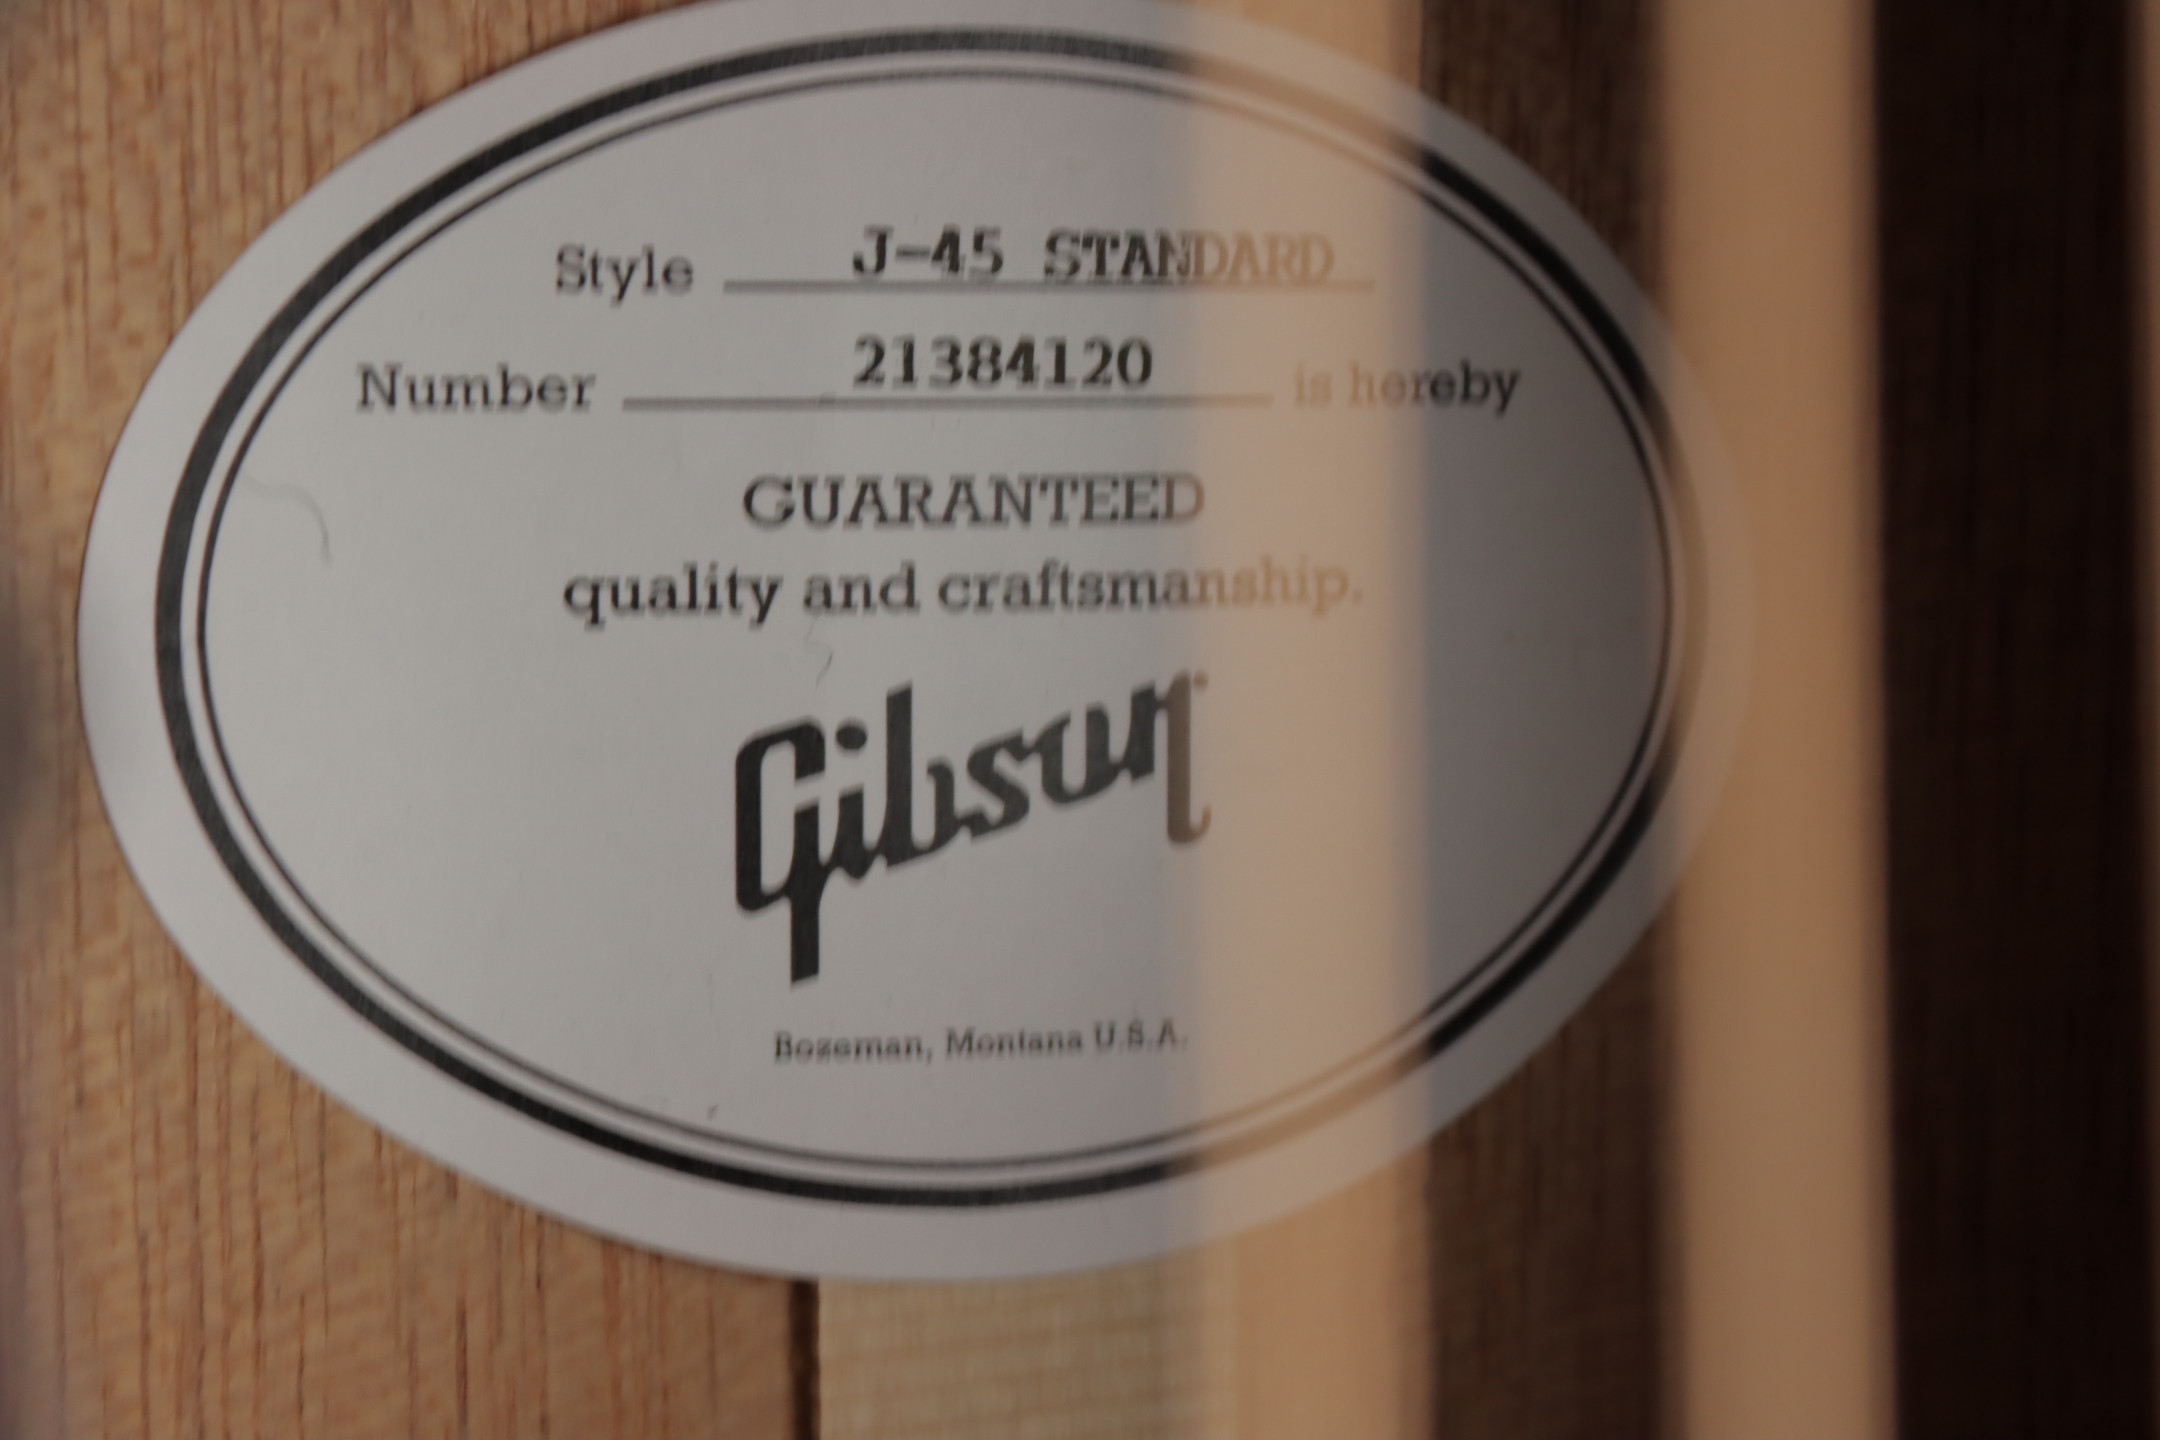 Style J-45 STANDARD
Number 21384120 is hereby
GUARANTEED
quality and craftsmanship.
Gibson
Bozeman, Montana U.S.A.